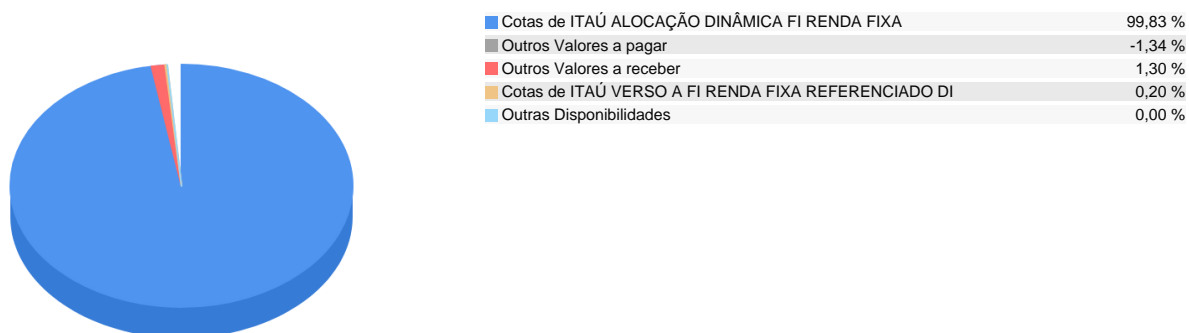 Cotas de ITAÚ ALOCAÇÃO DINÂMICA FI RENDA FIXA 99,83 %
Outros Valores a pagar -1,34 %
Outros Valores a receber 1,30 %
Cotas de ITAÚ VERSO A FI RENDA FIXA REFERENCIADO DI 0,20 %
Outras Disponibilidades 0,00 %